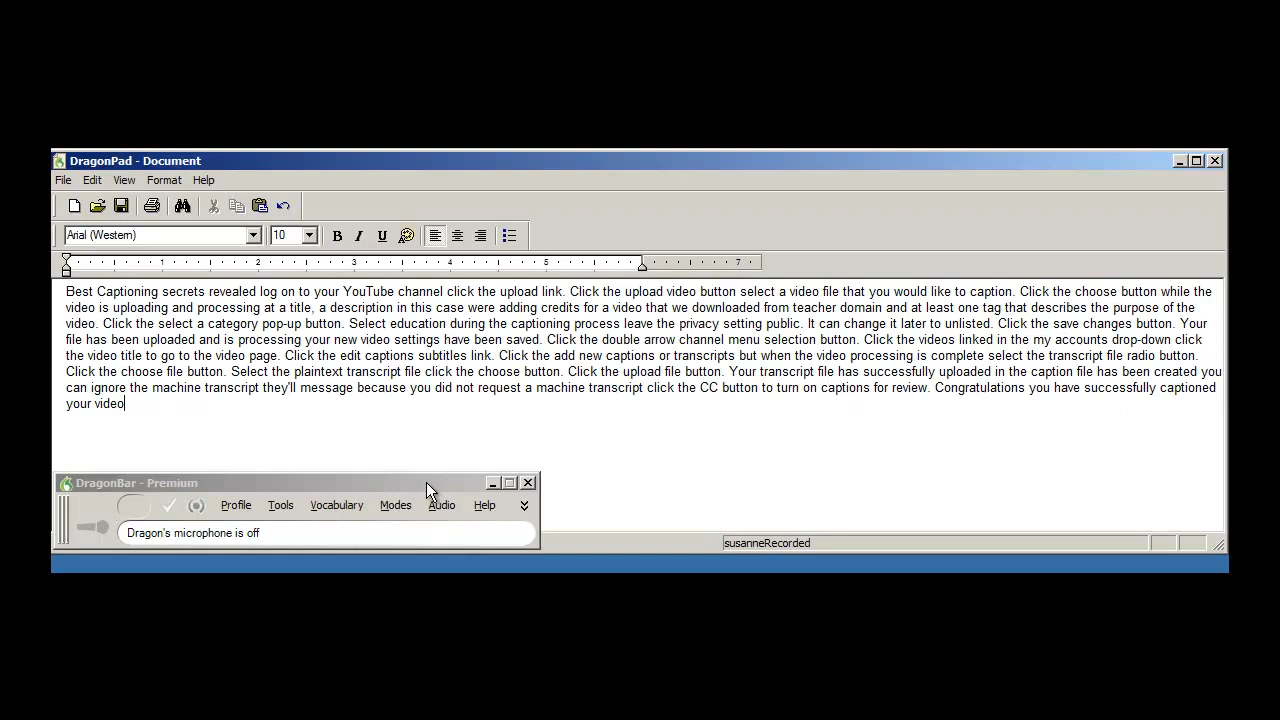 DragonPad - Document
File Edit View Format Help
Arial (Western) 10 B I U
1 2 3 4 5 7
Best Captioning secrets revealed log on to your YouTube channel click the upload link. Click the upload video button select a video file that you would like to caption. Click the choose button while the
video is uploading and processing at a title, a description in this case were adding credits for a video that we downloaded from teacher domain and at least one tag that describes the purpose of the
video. Click the select a category pop-up button. Select education during the captioning process leave the privacy setting public. It can change it later to unlisted. Click the save changes button. Your
file has been uploaded and is processing your new video settings have been saved. Click the double arrow channel menu selection button. Click the videos linked in the my accounts drop-down click
the video title to go to the video page. Click the edit captions subtitles link. Click the add new captions or transcripts but when the video processing is complete select the transcript file radio button.
Click the choose file button. Select the plaintext transcript file click the choose button. Click the upload file button. Your transcript file has successfully uploaded in the caption file has been created you
can ignore the machine transcript they'll message because you did not request a machine transcript click the CC button to turn on captions for review. Congratulations you have successfully captioned
your video
DragonBar - Premium
Profile Tools Vocabulary Modes Audio Help
Dragon's microphone is off
susanneRecorded